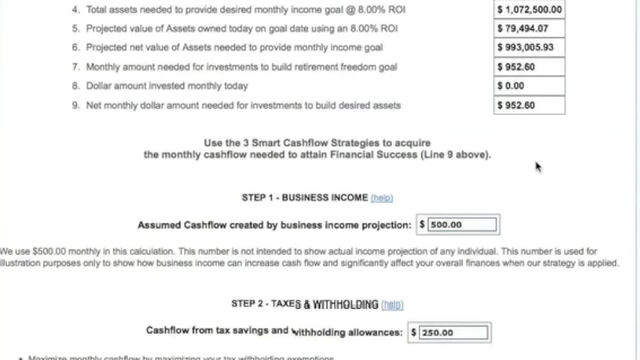 4. Total assets needed to provide desired monthly income goal @ 8.00% ROI $ 1,072,500.00
5. Projected value of Assets owned today on goal date using an 8.00% ROI $ 79,494.07
6. Projected net value of Assets needed to provide monthly income goal $ 993,005.93
7. Monthly amount needed for investments to build retirement freedom goal $ 952.60
8. Dollar amount invested monthly today $ 0.00
9. Net monthly dollar amount needed for investments to build desired assets $ 952.60
Use the 3 Smart Cashflow Strategies to acquire
the monthly cashflow needed to attain Financial Success (Line 9 above).
STEP 1 - BUSINESS INCOME (help)
Assumed Cashflow created by business income projection: $ 500.00
We use $500.00 monthly in this calculation. This number is not intended to show actual income projection of any individual. This number is used for
illustration purposes only to show how business income can increase cash flow and significantly affect your overall finances when our strategy is applied.
STEP 2 - TAXES & WITHHOLDING (help)
Cashflow from tax savings and withholding allowances: $ 250.00
• Maximize monthly cashflow by maximizing your tax withholding exemptions